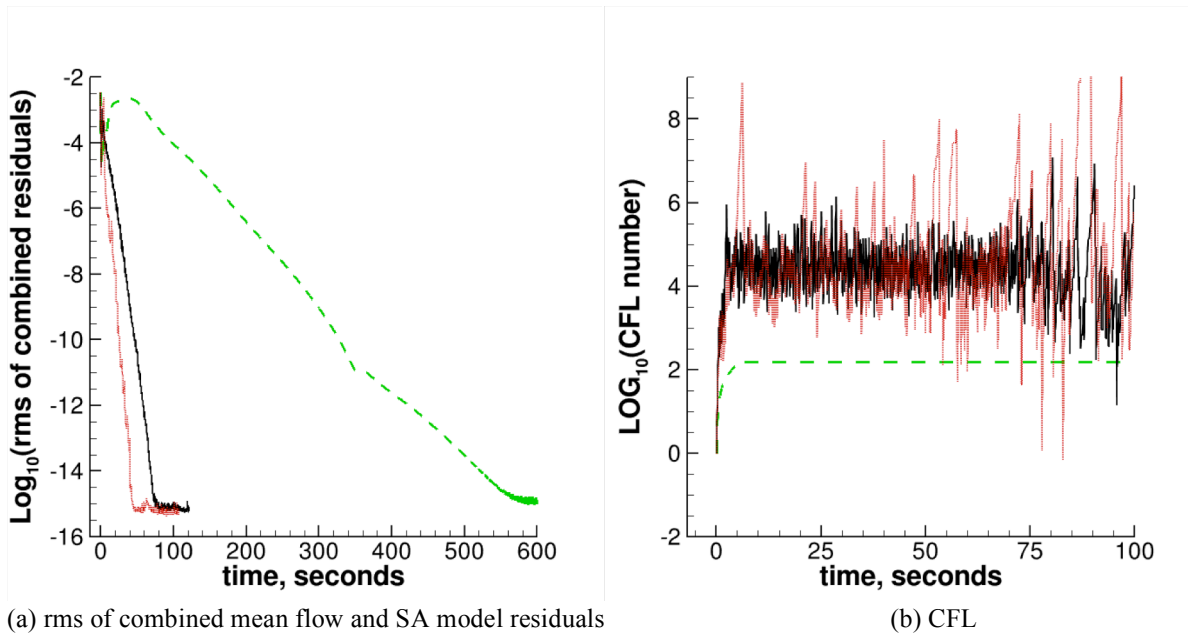 Log10(rms of combined residuals)
-2
-4
-6
-8
-10
-12
-14
-16
0 100 200 300 400 500 600
time, seconds
LOG10(CFL number)
8
6
4
2
0
-2
0 25 50 75 100
time, seconds
(a) rms of combined mean flow and SA model residuals
(b) CFL